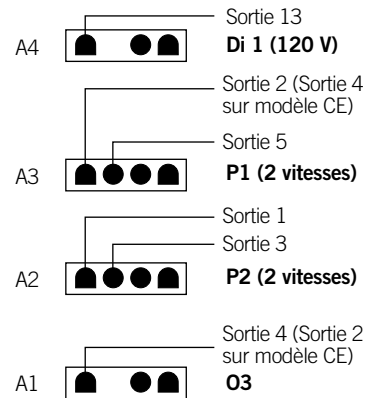 Sortie 13
A4
Di 1 (120 V)
Sortie 2 (Sortie 4
sur modèle CE)
Sortie 5
A3
P1 (2 vitesses)
Sortie 1
Sortie 3
A2
P2 (2 vitesses)
Sortie 4 (Sortie 2
sur modèle CE)
A1
O3